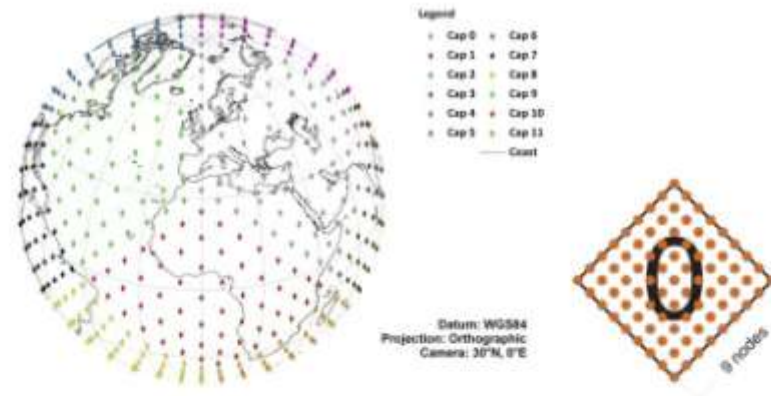 Legend
Cap 0 Cap 6
Cap 1 Cap 7
Cap 2 Cap 8
Cap 3 Cap 9
Cap 4 Cap 10
Cap 5 Cap 11
Coast
Datum: WGS84
Projection: Orthographic
Camera: 30°N, 0°E
0
9 nodes